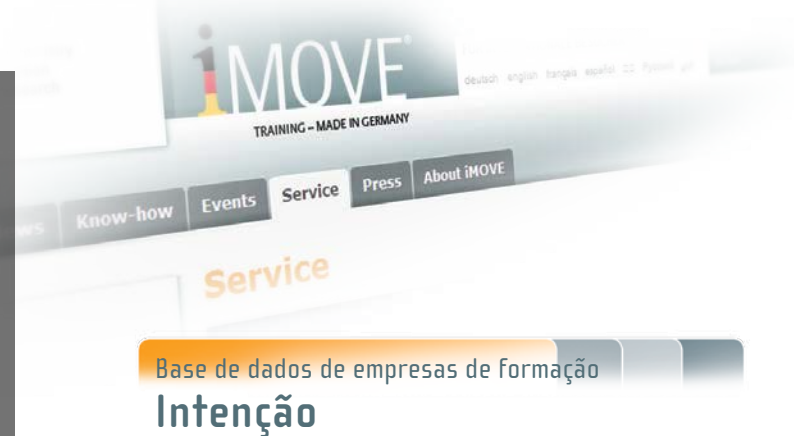 iMOVE®
deutsch english français español
TRAINING – MADE IN GERMANY
Know-how Events Service Press About iMOVE
Service
Base de dados de empresas de formação
Intenção